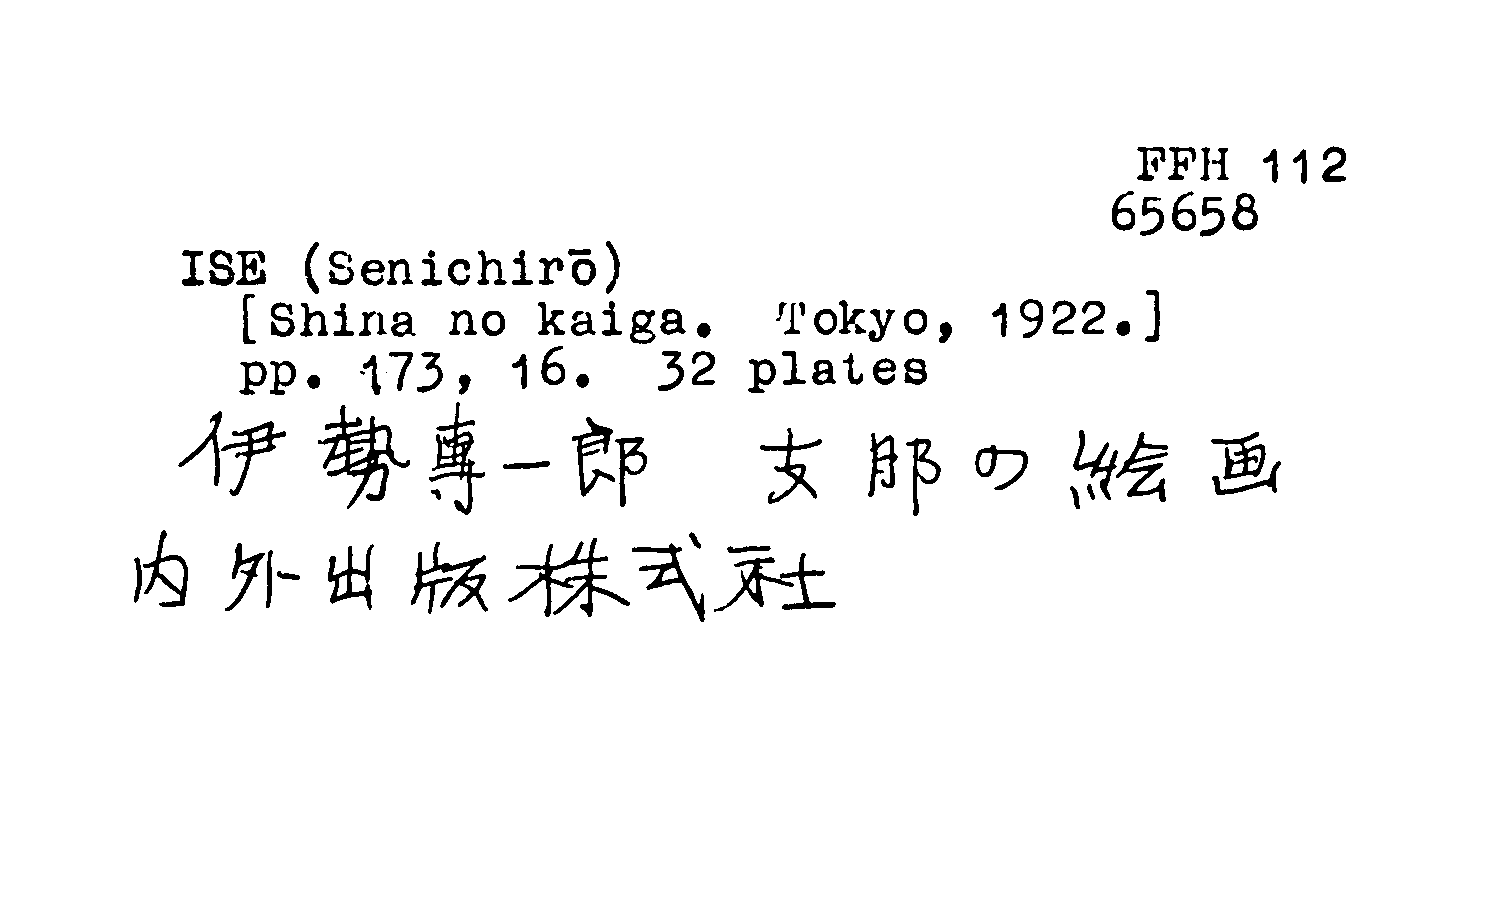 FFH 112
65658
ISE (Senichirō)
[Shina no kaiga. Tokyo, 1922.]
pp. 173, 16. 32 plates
伊勢專一郎 支那の絵画
内外出版株式社